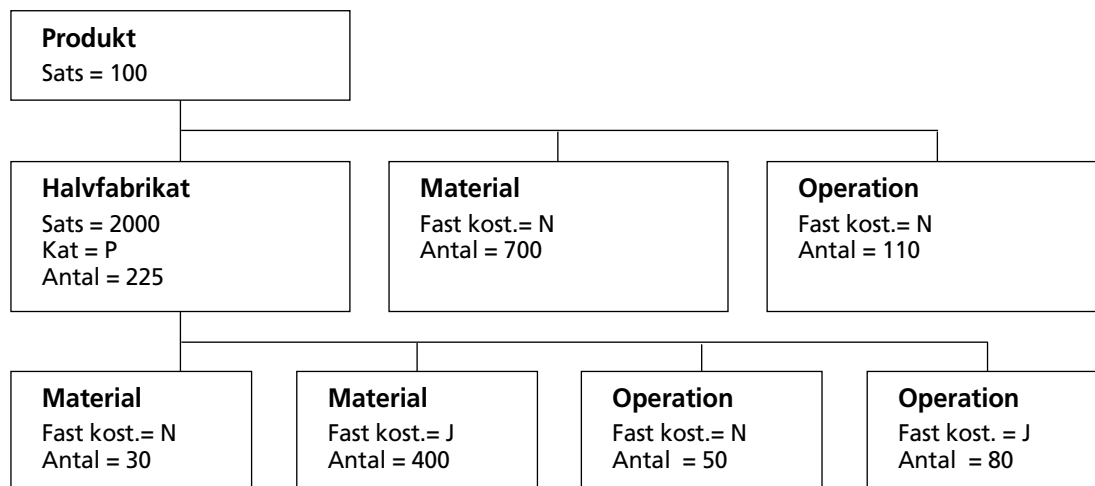 Produkt
Sats = 100
Halvfabrikat
Sats = 2000
Kat = P
Antal = 225
Material
Fast kost.= N
Antal = 700
Operation
Fast kost.= N
Antal = 110
Material
Fast kost.= N
Antal = 30
Material
Fast kost.= J
Antal = 400
Operation
Fast kost.= N
Antal = 50
Operation
Fast kost. = J
Antal = 80